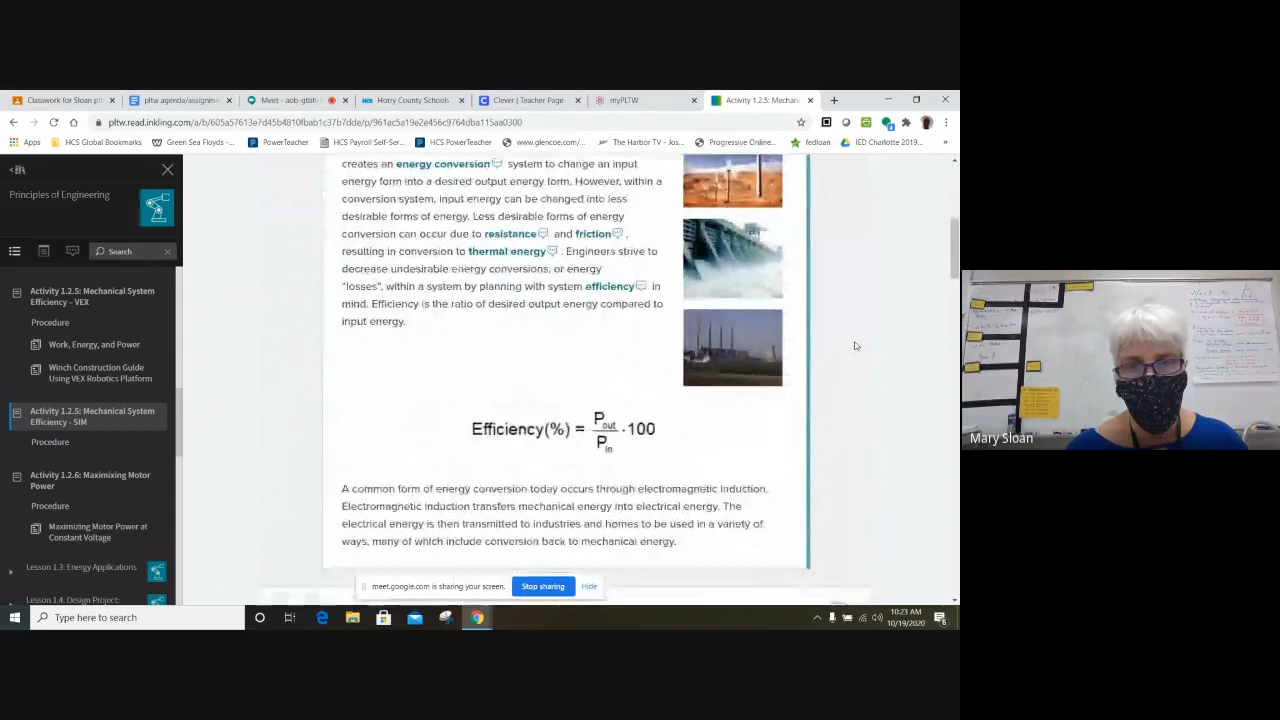 Classwork for Sloan plt
pltw agenda/assignme
Meet - aob-gtbh-
Horry County Schools
Clever | Teacher Page
myPLTW
Activity 1.2.5: Mechani
pltw.read.inkling.com/a/b/605a57613e7d45b4810fbab1c37b7dde/p/961ac5a19e2e456c9764dba115aa0300
Apps
HCS Global Bookmarks
Green Sea Floyds -...
PowerTeacher
HCS Payroll Self-Ser...
HCS PowerTeacher
www.glencoe.com/...
The Harbor TV - Jos...
Progressive Online...
fedloan
IED Charlotte 2019...
Principles of Engineering
Search
Activity 1.2.5: Mechanical System
Efficiency – VEX
Procedure
Work, Energy, and Power
Winch Construction Guide
Using VEX Robotics Platform
Activity 1.2.5: Mechanical System
Efficiency - SIM
Procedure
Activity 1.2.6: Maximixing Motor
Power
Procedure
Maximizing Motor Power at
Constant Voltage
Lesson 1.3: Energy Applications
Lesson 1.4: Design Project:
creates an energy conversion system to change an input
energy form into a desired output energy form. However, within a
conversion system, input energy can be changed into less
desirable forms of energy. Less desirable forms of energy
conversion can occur due to resistance and friction,
resulting in conversion to thermal energy. Engineers strive to
decrease undesirable energy conversions, or energy
“losses”, within a system by planning with system efficiency in
mind. Efficiency is the ratio of desired output energy compared to
input energy.
Efficiency(%) = Pout/Pin · 100
A common form of energy conversion today occurs through electromagnetic induction.
Electromagnetic induction transfers mechanical energy into electrical energy. The
electrical energy is then transmitted to industries and homes to be used in a variety of
ways, many of which include conversion back to mechanical energy.
meet.google.com is sharing your screen.
Stop sharing
Hide
Type here to search
10:23 AM
10/19/2020
Mary Sloan